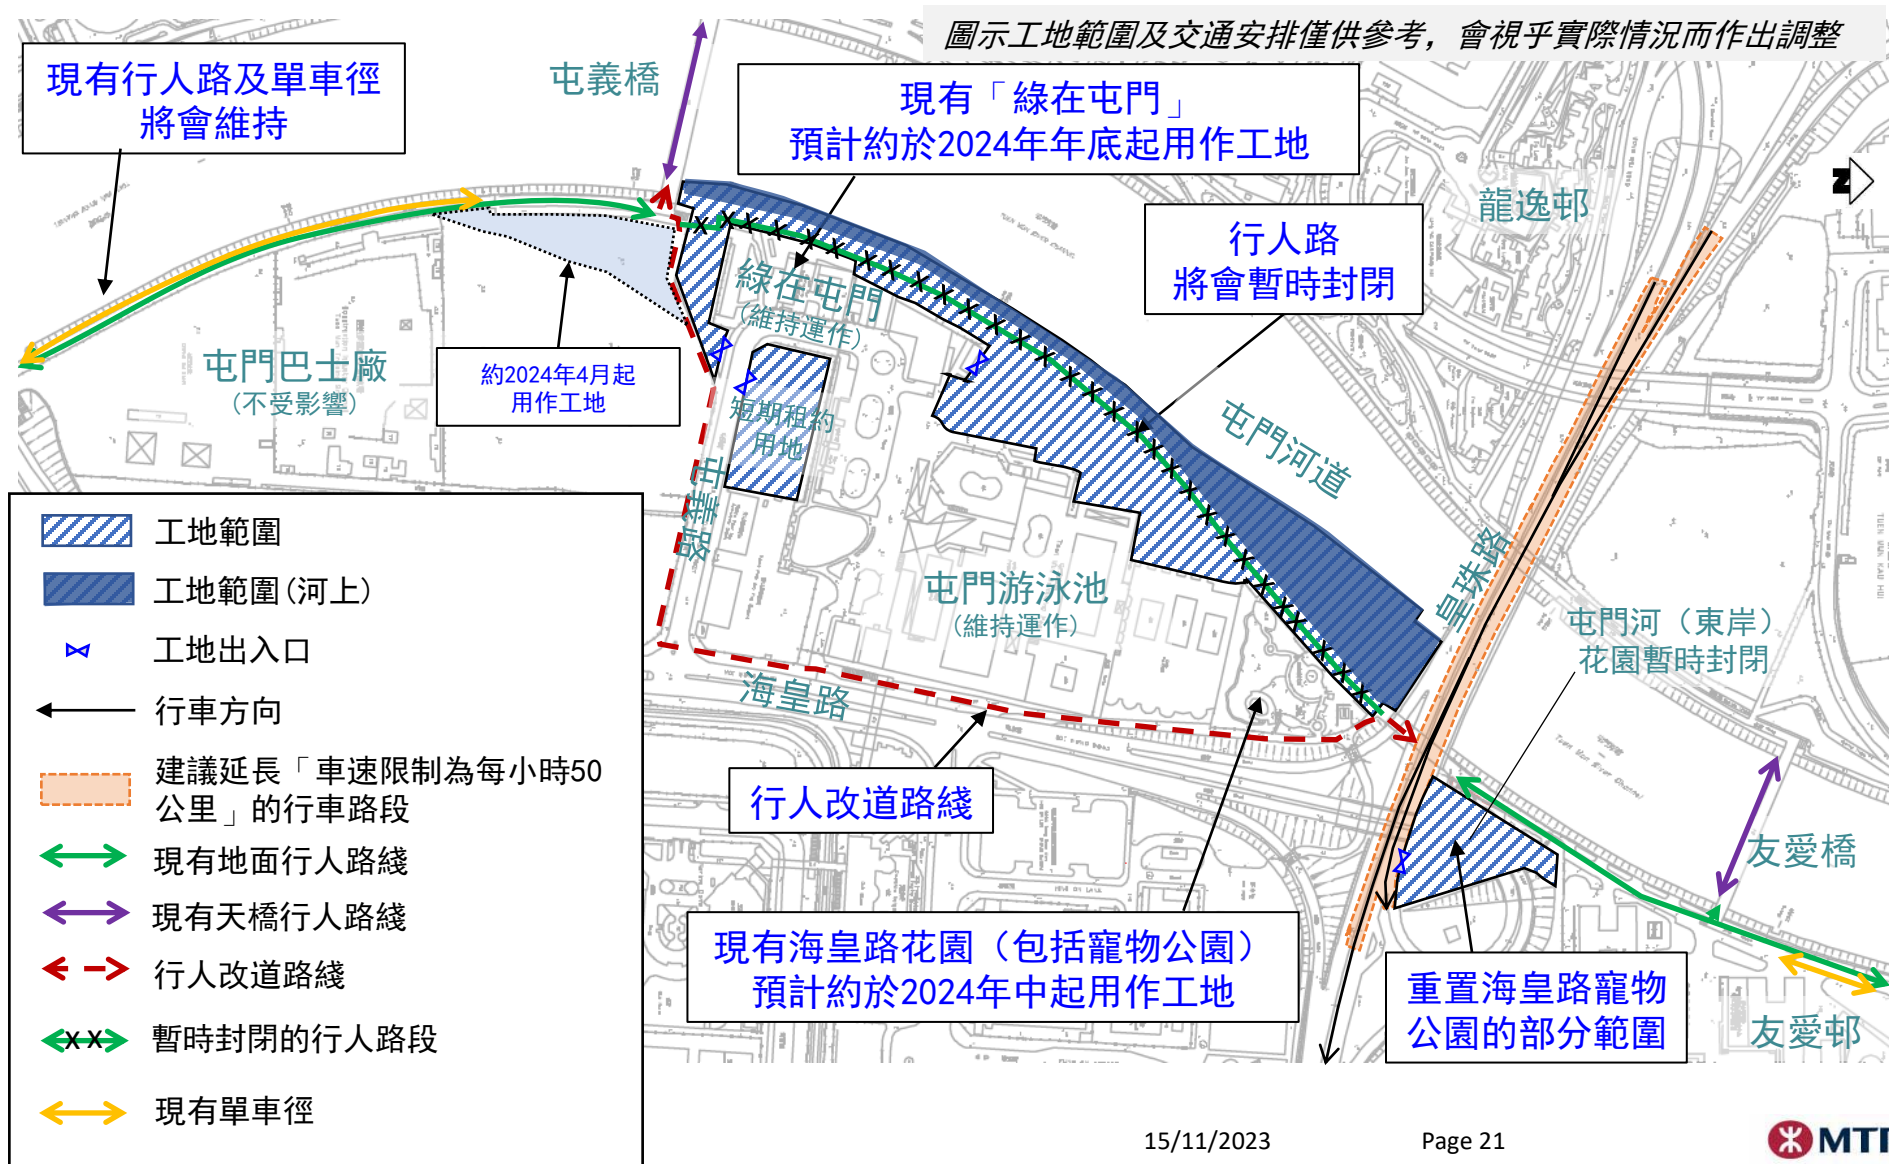 圖示工地範圍及交通安排僅供參考，會視乎實際情況而作出調整
現有行人路及單車徑
將會維持
屯義橋
現有「綠在屯門」
預計約於2024年年底起用作工地
龍逸邨
N
行人路
將會暫時封閉
綠在屯門
(維持運作)
屯門巴士廠
(不受影響)
約2024年4月起
用作工地
短期租約
用地
屯門河道
屯義路
皇珠路
屯門游泳池
(維持運作)
屯門河（東岸）
花園暫時封閉
海皇路
行人改道路綫
友愛橋
現有海皇路花園（包括寵物公園）
預計約於2024年中起用作工地
重置海皇路寵物
公園的部分範圍
友愛邨
工地範圍
工地範圍(河上)
工地出入口
行車方向
建議延長「車速限制為每小時50
公里」的行車路段
現有地面行人路綫
現有天橋行人路綫
行人改道路綫
暫時封閉的行人路段
現有單車徑
15/11/2023
Page 21
MTR